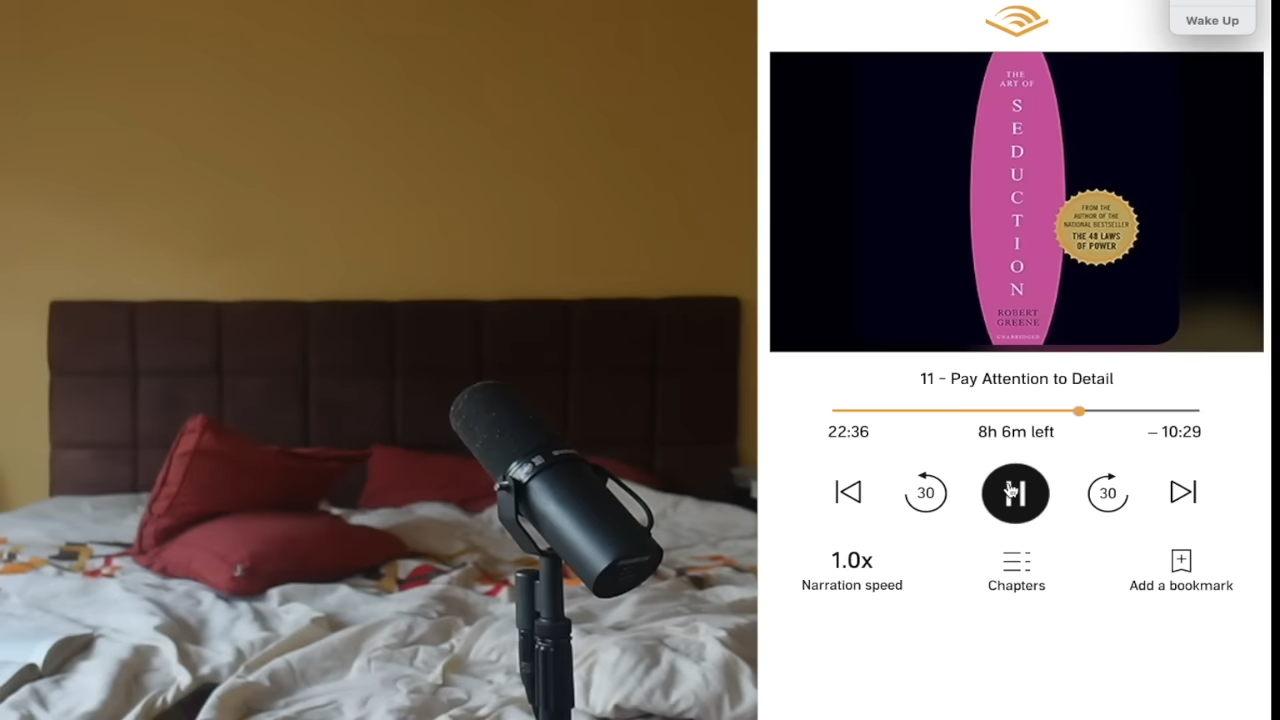 Wake Up
THE
ART OF
SEDUCTION
FROM THE
AUTHOR OF THE
NATIONAL BESTSELLER
THE 48 LAWS
OF POWER
ROBERT
GREENE
UNABRIDGED
11 – Pay Attention to Detail
22:36
8h 6m left
– 10:29
30
30
1.0x
Narration speed
Chapters
Add a bookmark